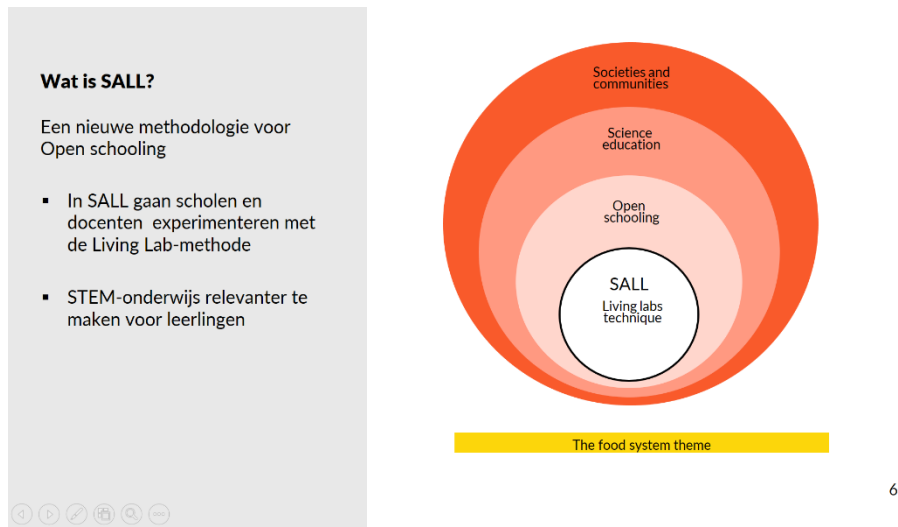 Wat is SALL?
Een nieuwe methodologie voor
Open schooling
▪ In SALL gaan scholen en
docenten experimenteren met
de Living Lab-methode
▪ STEM-onderwijs relevanter te
maken voor leerlingen
Societies and
communities
Science
education
Open
schooling
SALL
Living labs
technique
The food system theme
6